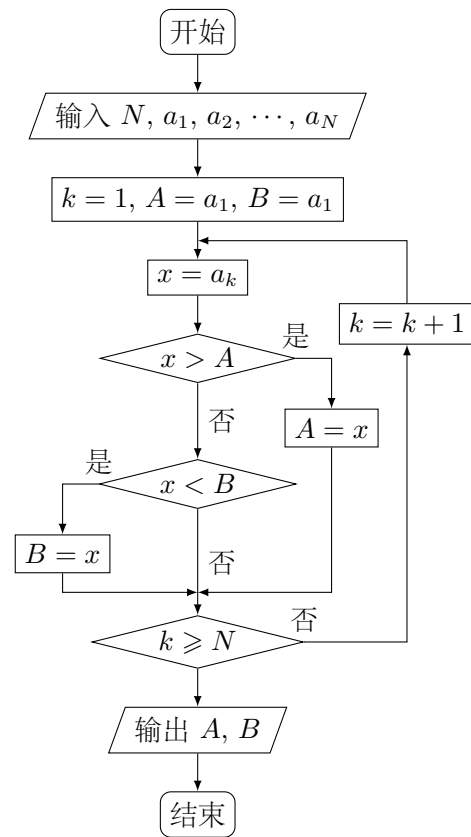 开始
输入 N, a₁, a₂, ⋯, a_N
k = 1, A = a₁, B = a₁
x = a_k
k = k + 1
x > A
是
否
A = x
x < B
是
B = x
否
k ⩾ N
否
输出 A, B
结束